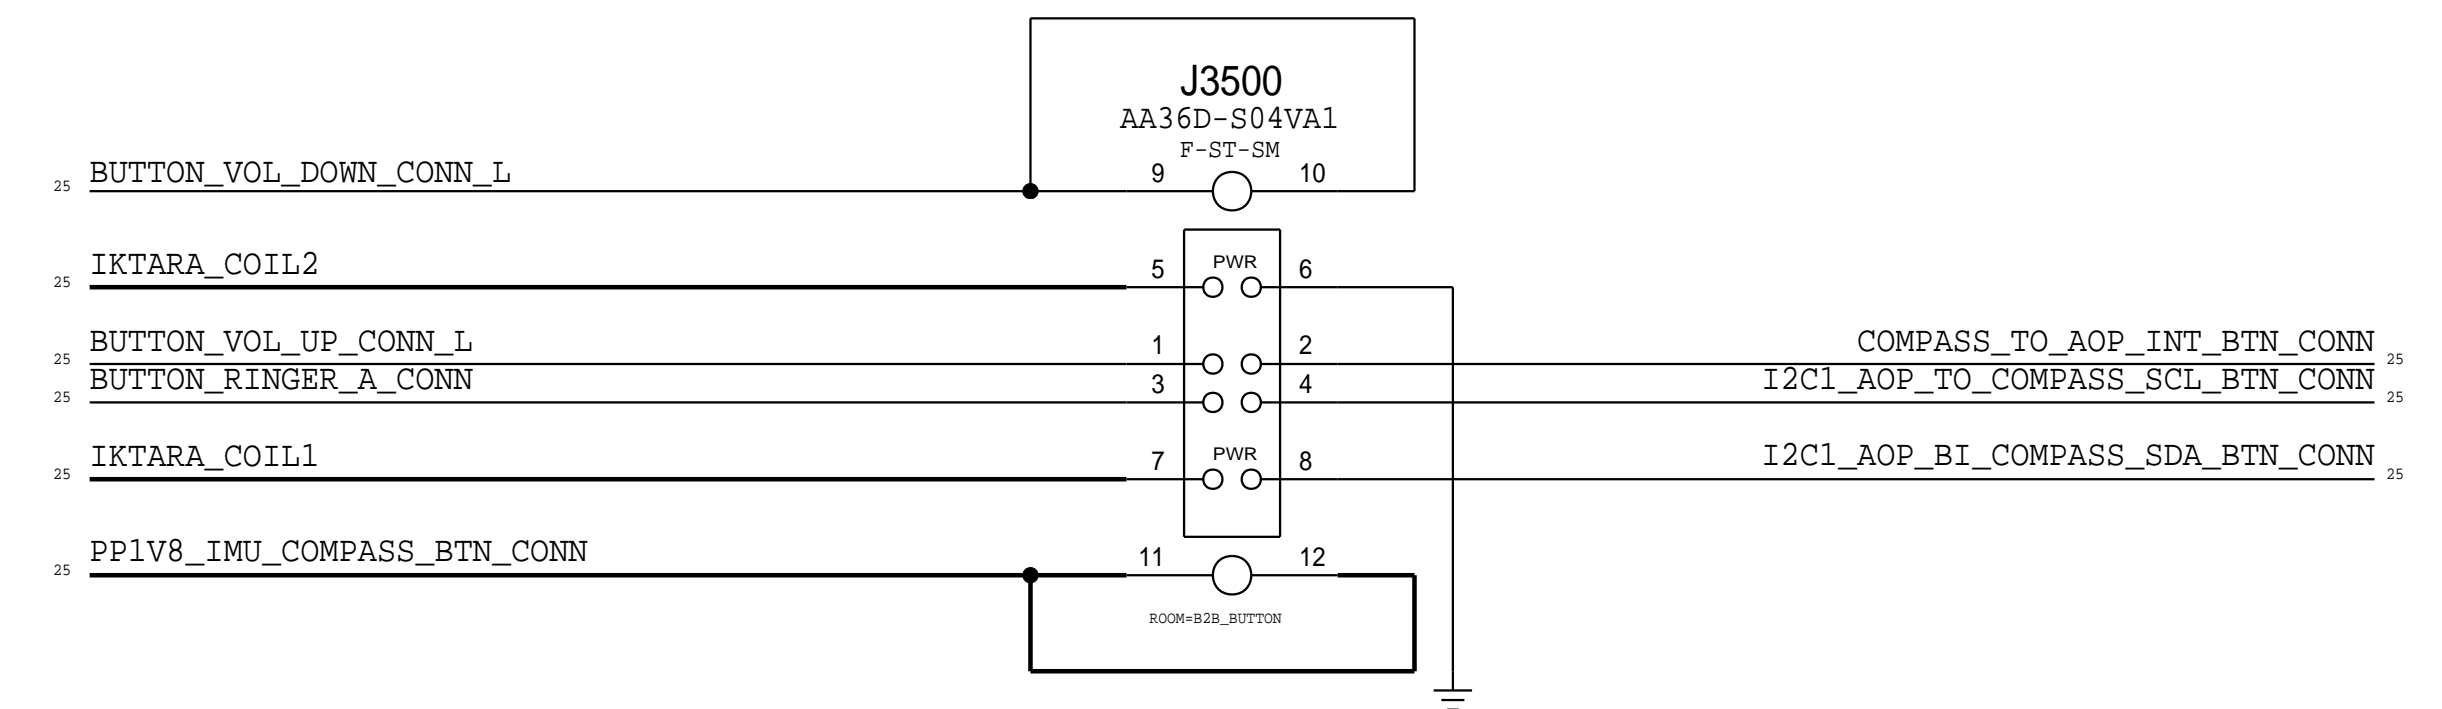 J3500
AA36D-S04VA1
F-ST-SM
25 BUTTON_VOL_DOWN_CONN_L 9 10
25 IKTARA_COIL2 5 PWR 6
25 BUTTON_VOL_UP_CONN_L 1 2 COMPASS_TO_AOP_INT_BTN_CONN 25
25 BUTTON_RINGER_A_CONN 3 4 I2C1_AOP_TO_COMPASS_SCL_BTN_CONN 25
25 IKTARA_COIL1 7 PWR 8 I2C1_AOP_BI_COMPASS_SDA_BTN_CONN 25
25 PP1V8_IMU_COMPASS_BTN_CONN 11 12
ROOM=B2B_BUTTON